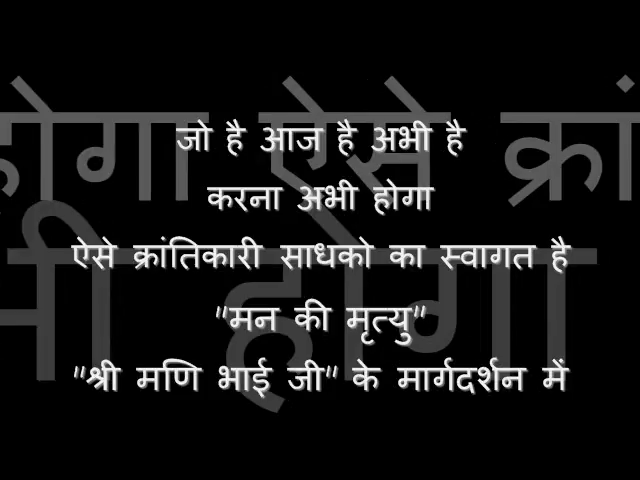 जो है आज है अभी है
करना अभी होगा
ऐसे क्रांतिकारी साधको का स्वागत है
"मन की मृत्यु"
"श्री मणि भाई जी" के मार्गदर्शन में